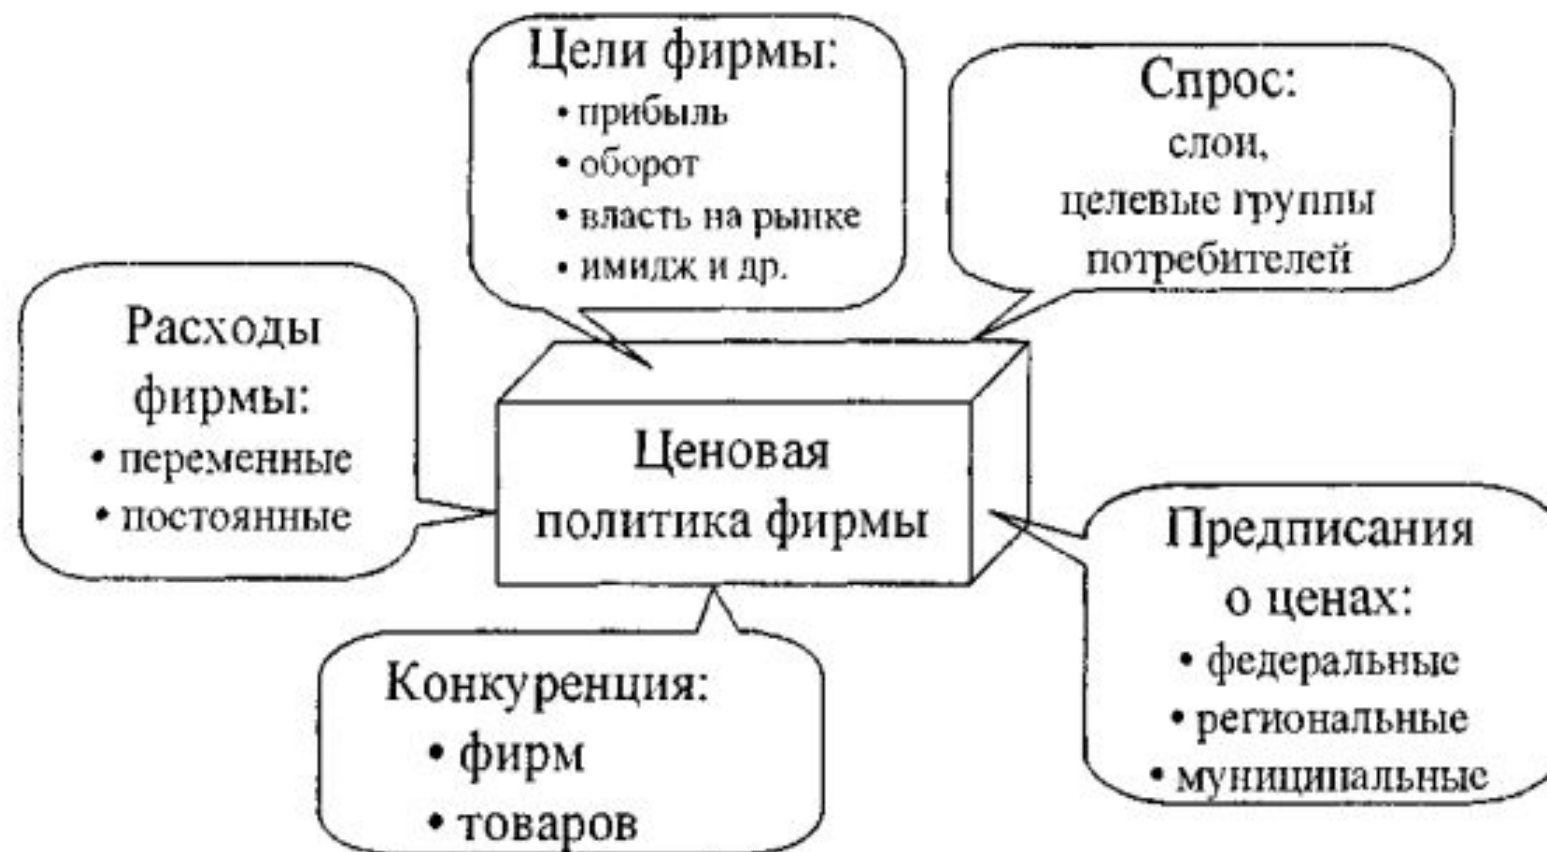 Цели фирмы:
• прибыль
• оборот
• власть на рынке
• имидж и др.
Спрос:
слои,
целевые группы
потребителей
Расходы
фирмы:
• переменные
• постоянные
Ценовая
политика фирмы
Предписания
о ценах:
• федеральные
• региональные
• муниципальные
Конкуренция:
• фирм
• товаров